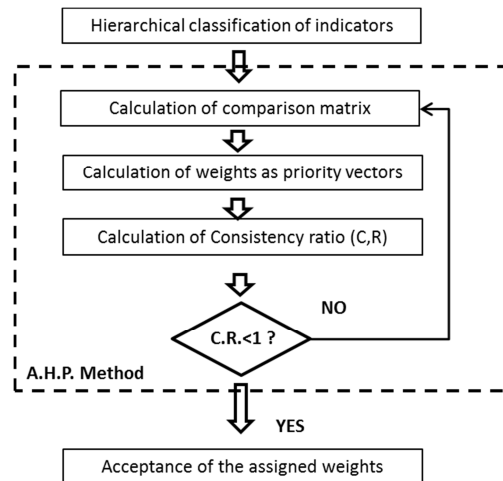 Hierarchical classification of indicators
Calculation of comparison matrix
Calculation of weights as priority vectors
Calculation of Consistency ratio (C,R)
NO
C.R.<1 ?
A.H.P. Method
YES
Acceptance of the assigned weights